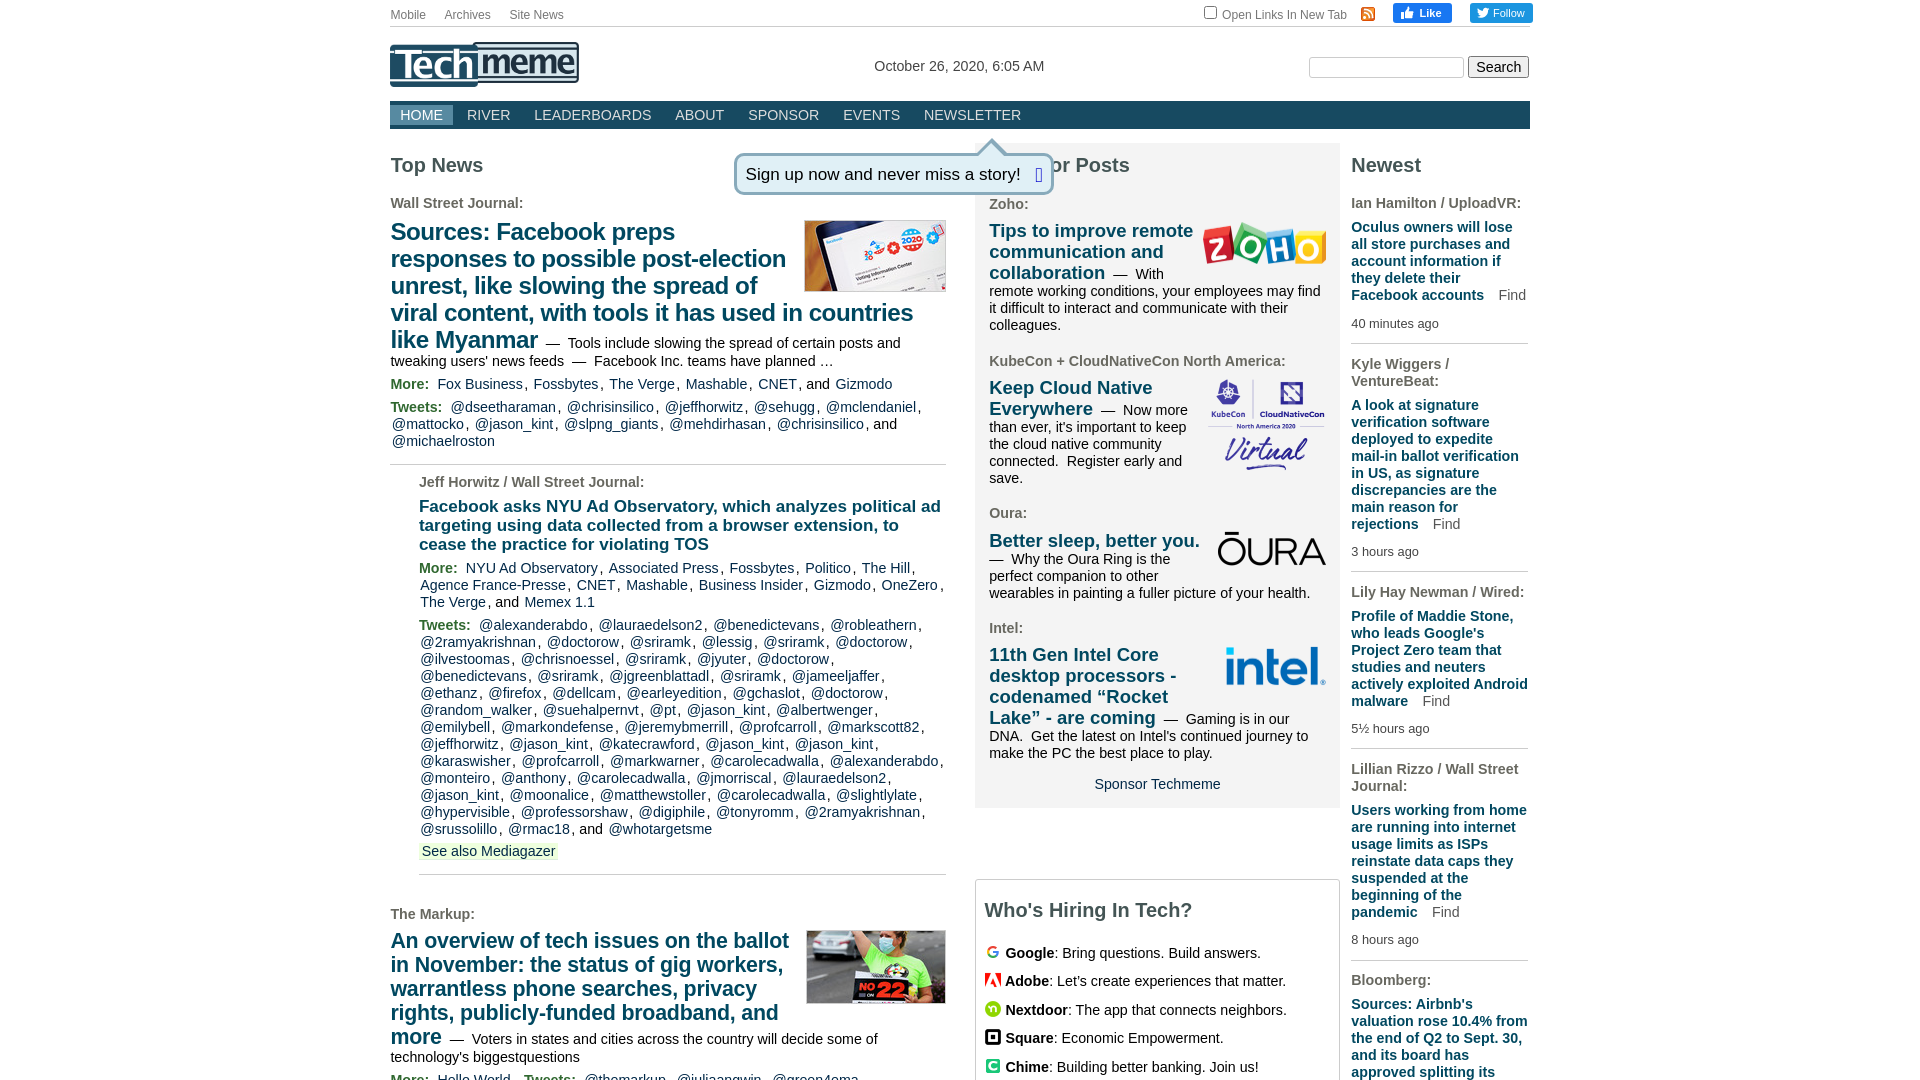 Mobile Archives Site News
Open Links In New Tab Like Follow
Techmeme
October 26, 2020, 6:05 AM
Search
HOME RIVER LEADERBOARDS ABOUT SPONSOR EVENTS NEWSLETTER
Sign up now and never miss a story!
Top News
Wall Street Journal:
Sources: Facebook preps
responses to possible post-election
unrest, like slowing the spread of
viral content, with tools it has used in countries
like Myanmar — Tools include slowing the spread of certain posts and
tweaking users' news feeds — Facebook Inc. teams have planned …
More: Fox Business, Fossbytes, The Verge, Mashable, CNET, and Gizmodo
Tweets: @dseetharaman, @chrisinsilico, @jeffhorwitz, @sehugg, @mclendaniel,
@mattocko, @jason_kint, @slpng_giants, @mehdirhasan, @chrisinsilico, and
@michaelroston
2020
2020
Voting Information Center
Jeff Horwitz / Wall Street Journal:
Facebook asks NYU Ad Observatory, which analyzes political ad
targeting using data collected from a browser extension, to
cease the practice for violating TOS
More: NYU Ad Observatory, Associated Press, Fossbytes, Politico, The Hill,
Agence France-Presse, CNET, Mashable, Business Insider, Gizmodo, OneZero,
The Verge, and Memex 1.1
Tweets: @alexanderabdo, @lauraedelson2, @benedictevans, @robleathern,
@2ramyakrishnan, @doctorow, @sriramk, @lessig, @sriramk, @doctorow,
@ilvestoomas, @chrisnoessel, @sriramk, @jyuter, @doctorow,
@benedictevans, @sriramk, @jgreenblattadl, @sriramk, @jameeljaffer,
@ethanz, @firefox, @dellcam, @earleyedition, @gchaslot, @doctorow,
@random_walker, @suehalpernvt, @pt, @jason_kint, @albertwenger,
@emilybell, @markondefense, @jeremybmerrill, @profcarroll, @markscott82,
@jeffhorwitz, @jason_kint, @katecrawford, @jason_kint, @jason_kint,
@karaswisher, @profcarroll, @markwarner, @carolecadwalla, @alexanderabdo,
@monteiro, @anthony, @carolecadwalla, @jmorriscal, @lauraedelson2,
@jason_kint, @moonalice, @matthewstoller, @carolecadwalla, @slightlylate,
@hypervisible, @professorshaw, @digiphile, @tonyromm, @2ramyakrishnan,
@srussolillo, @rmac18, and @whotargetsme
See also Mediagazer
The Markup:
An overview of tech issues on the ballot
in November: the status of gig workers,
warrantless phone searches, privacy
rights, publicly-funded broadband, and
more — Voters in states and cities across the country will decide some of
technology's biggestquestions
More: Hello World Tweets: @themarkup, @juliaangwin, @green4ema
NO ON 22
or Posts
Zoho:
Tips to improve remote
communication and
collaboration — With
remote working conditions, your employees may find
it difficult to interact and communicate with their
colleagues.
ZOHO
KubeCon + CloudNativeCon North America:
Keep Cloud Native
Everywhere — Now more
than ever, it's important to keep
the cloud native community
connected. Register early and
save.
KubeCon CloudNativeCon
North America 2020
Virtual
Oura:
Better sleep, better you.
— Why the Oura Ring is the
perfect companion to other
wearables in painting a fuller picture of your health.
ŌURA
Intel:
11th Gen Intel Core
desktop processors -
codenamed “Rocket
Lake” - are coming — Gaming is in our
DNA. Get the latest on Intel's continued journey to
make the PC the best place to play.
intel.
Sponsor Techmeme
Who's Hiring In Tech?
Google: Bring questions. Build answers.
Adobe: Let’s create experiences that matter.
Nextdoor: The app that connects neighbors.
Square: Economic Empowerment.
Chime: Building better banking. Join us!
Newest
Ian Hamilton / UploadVR:
Oculus owners will lose
all store purchases and
account information if
they delete their
Facebook accounts Find
40 minutes ago
Kyle Wiggers /
VentureBeat:
A look at signature
verification software
deployed to expedite
mail-in ballot verification
in US, as signature
discrepancies are the
main reason for
rejections Find
3 hours ago
Lily Hay Newman / Wired:
Profile of Maddie Stone,
who leads Google's
Project Zero team that
studies and neuters
actively exploited Android
malware Find
5½ hours ago
Lillian Rizzo / Wall Street
Journal:
Users working from home
are running into internet
usage limits as ISPs
reinstate data caps they
suspended at the
beginning of the
pandemic Find
8 hours ago
Bloomberg:
Sources: Airbnb's
valuation rose 10.4% from
the end of Q2 to Sept. 30,
and its board has
approved splitting its